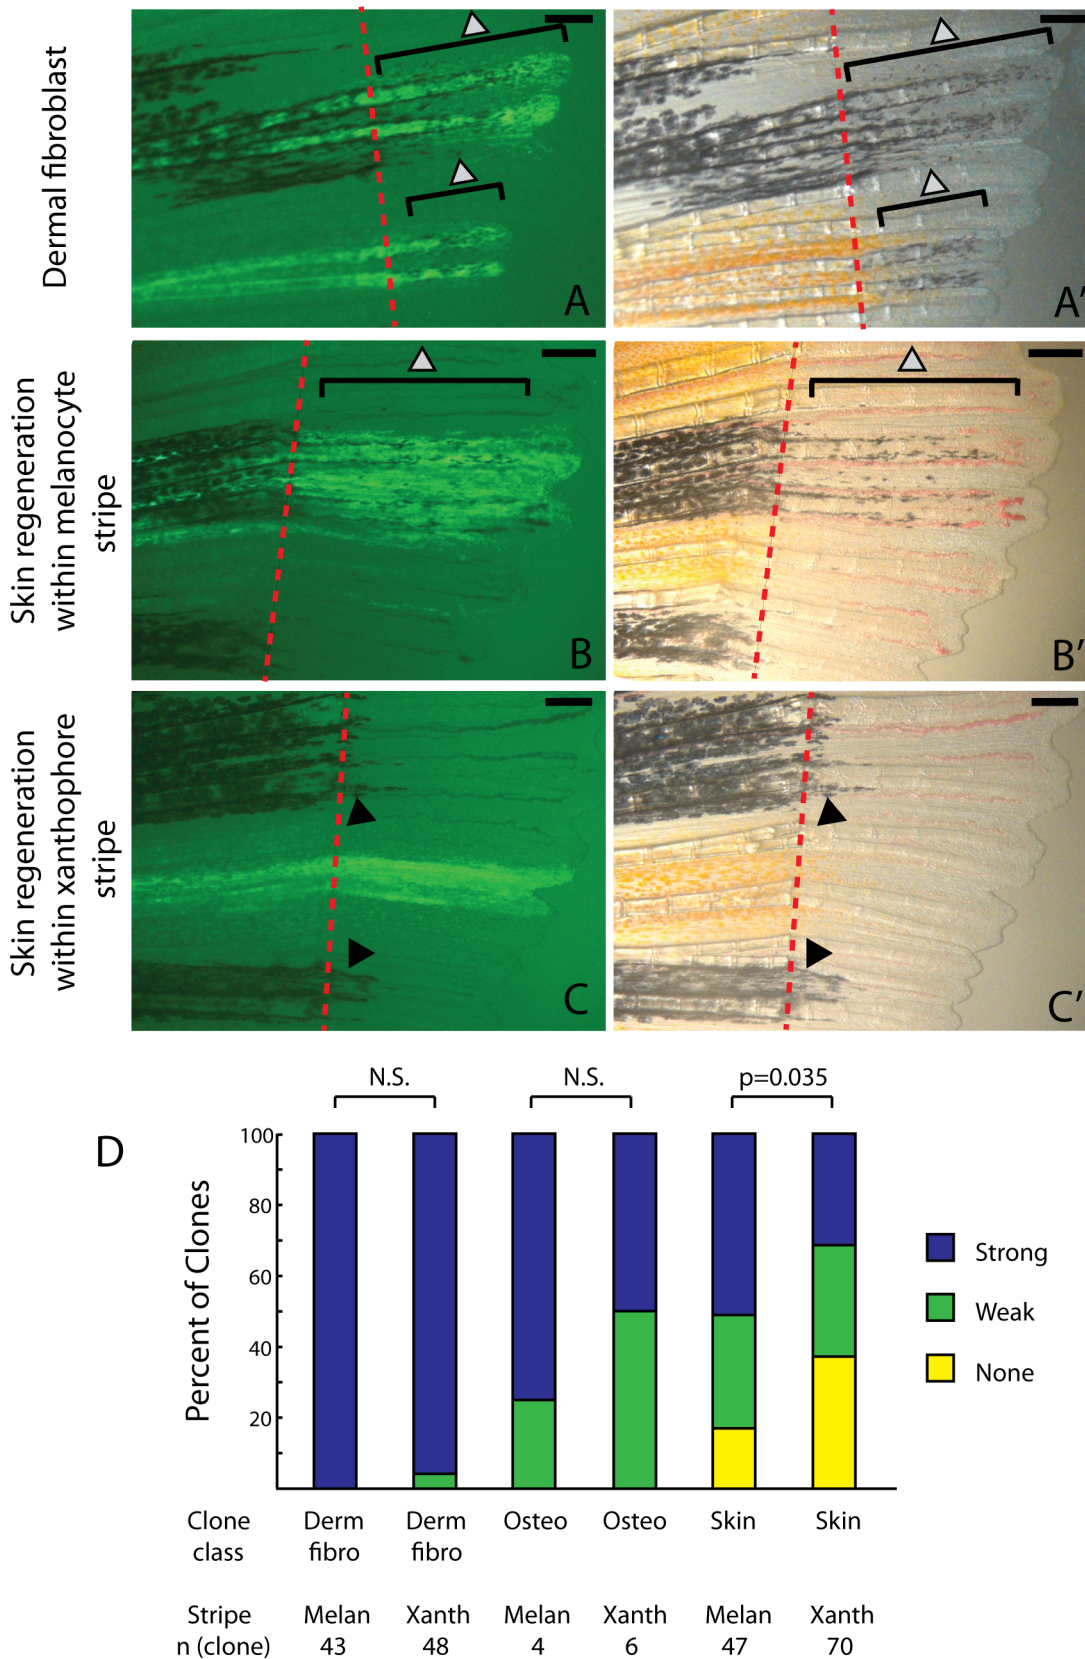 Dermal fibroblast
A
A'
Skin regeneration
within melanocyte
stripe
B
B'
Skin regeneration
within xanthophore
stripe
C
C'
D
N.S.
N.S.
p=0.035
Percent of Clones
100
80
60
40
20
Strong
Weak
None
Clone class
Derm fibro
Derm fibro
Osteo
Osteo
Skin
Skin
Stripe Melan Xanth Melan Xanth Melan Xanth
n (clone) 43 48 4 6 47 70